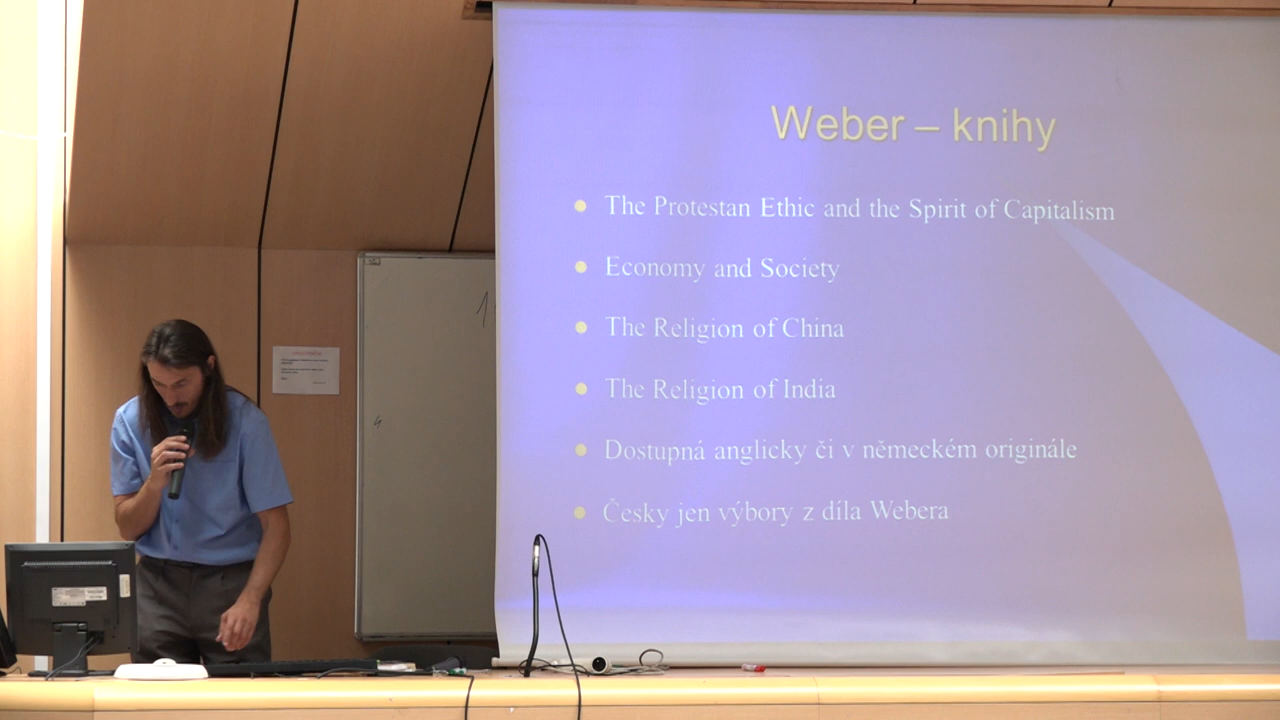 Weber – knihy
The Protestan Ethic and the Spirit of Capitalism
Economy and Society
The Religion of China
The Religion of India
Dostupná anglicky či v německém originále
Česky jen výbory z díla Webera